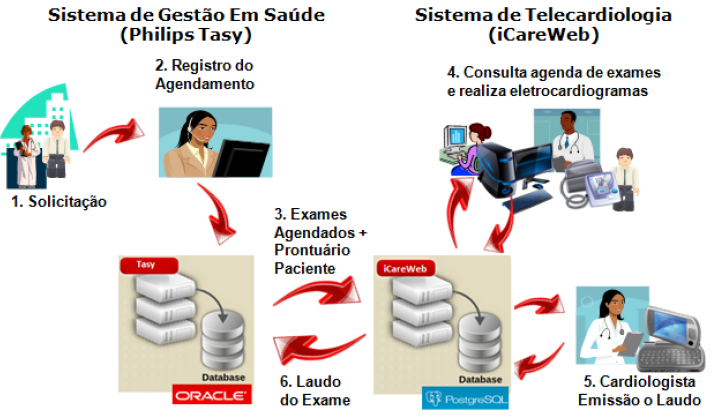 Sistema de Gestão Em Saúde
(Philips Tasy)
Sistema de Telecardiologia
(iCareWeb)
2. Registro do
Agendamento
4. Consulta agenda de exames
e realiza eletrocardiogramas
1. Solicitação
3. Exames
Agendados +
Prontuário
Paciente
Tasy
iCareWeb
Database
ORACLE
Database
PostgreSQL
6. Laudo
do Exame
5. Cardiologista
Emissão o Laudo